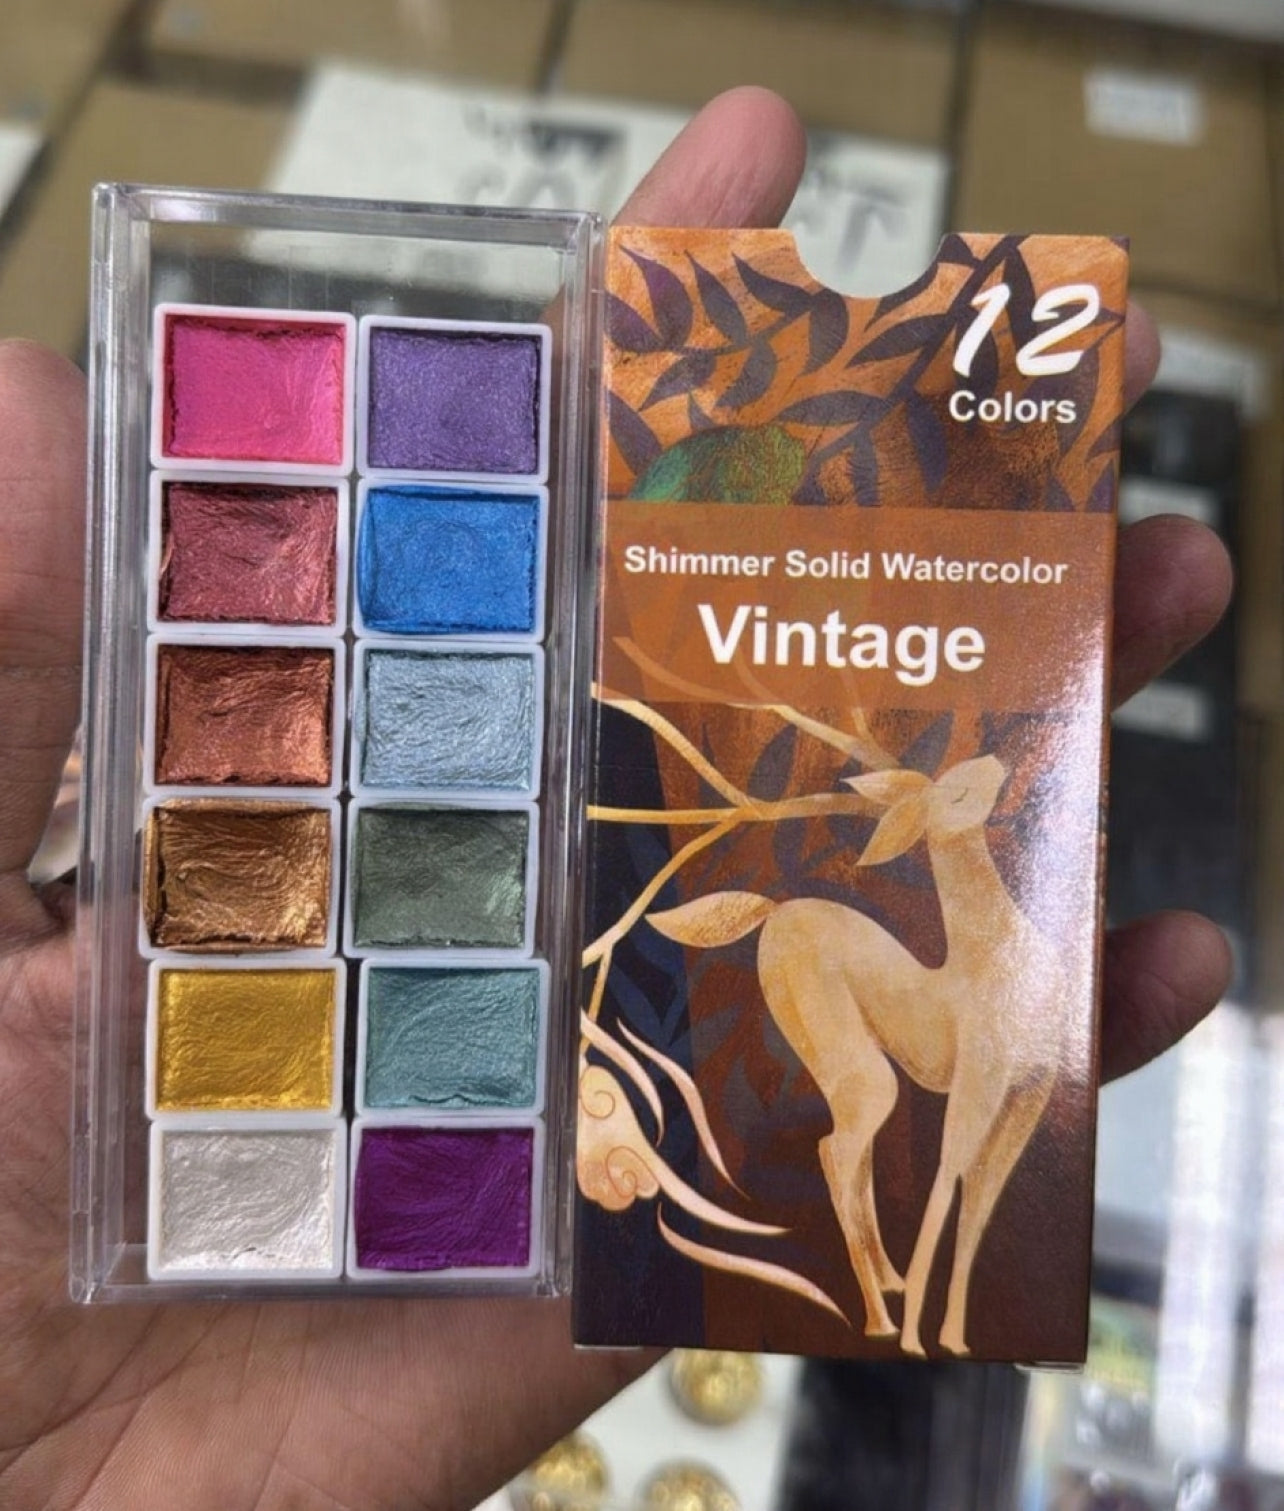 12
Colors
Shimmer Solid Watercolor
Vintage